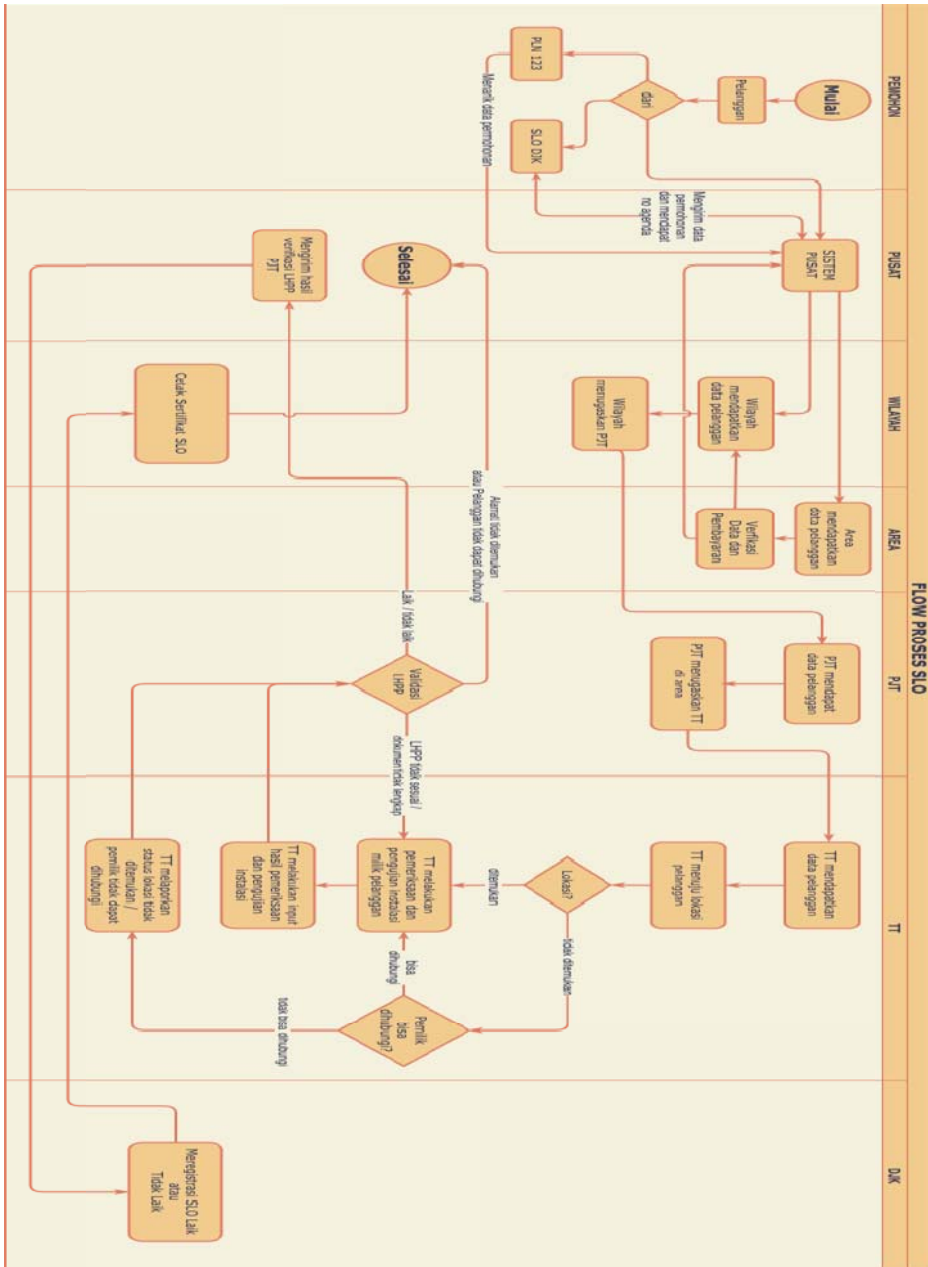 FLOW PROSES SLO
PEMOHON
PUSAT
WILAYAH
AREA
PJT
TT
DJK
Mulai
Pelanggan
dari
PLN 123
SLO DJK
Menarik data permohonan
Mengirim data
permohonan
dan mendapat
no agenda
SISTEM
PUSAT
Area
mendapatkan
data pelanggan
Verfikasi
Data dan
Pembayaran
Wilayah
mendapatkan
data pelanggan
Wilayah
menugaskan PJT
PJT mendapat
data pelanggan
PJT menugaskan TT
di area
TT mendapatkan
data pelanggan
TT menuju lokasi
pelanggan
Lokasi?
ditemukan
tidak ditemukan
Pemilik
bisa
dihubungi?
bisa
dihubungi
tidak bisa dihubungi
TT melakukan
pemeriksaan dan
pengujian instalasi
milik pelanggan
TT melakukan input
hasil pemeriksaan
dan pengujian
instalasi
TT melaporkan
status lokasi tidak
ditemukan /
pemilik tidak dapat
dihubungi
Validasi
LHPP
LHPP tidak sesuai /
dokumen tidak lengkap
Alamat tidak ditemukan
atau Pelanggan tidak dapat dihubungi
Laik / tidak laik
Selesai
Mengrim hasil
verifikasi LHPP
PJT
Meregistrasi SLO Laik
atau
Tidak Laik
Cetak Sertifikat SLO